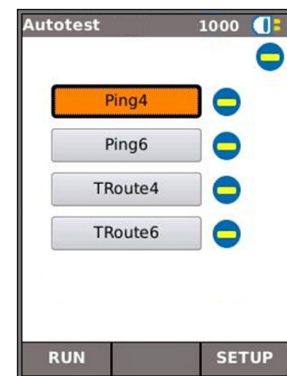 Autotest 1000
Ping4
Ping6
TRoute4
TRoute6
RUN SETUP